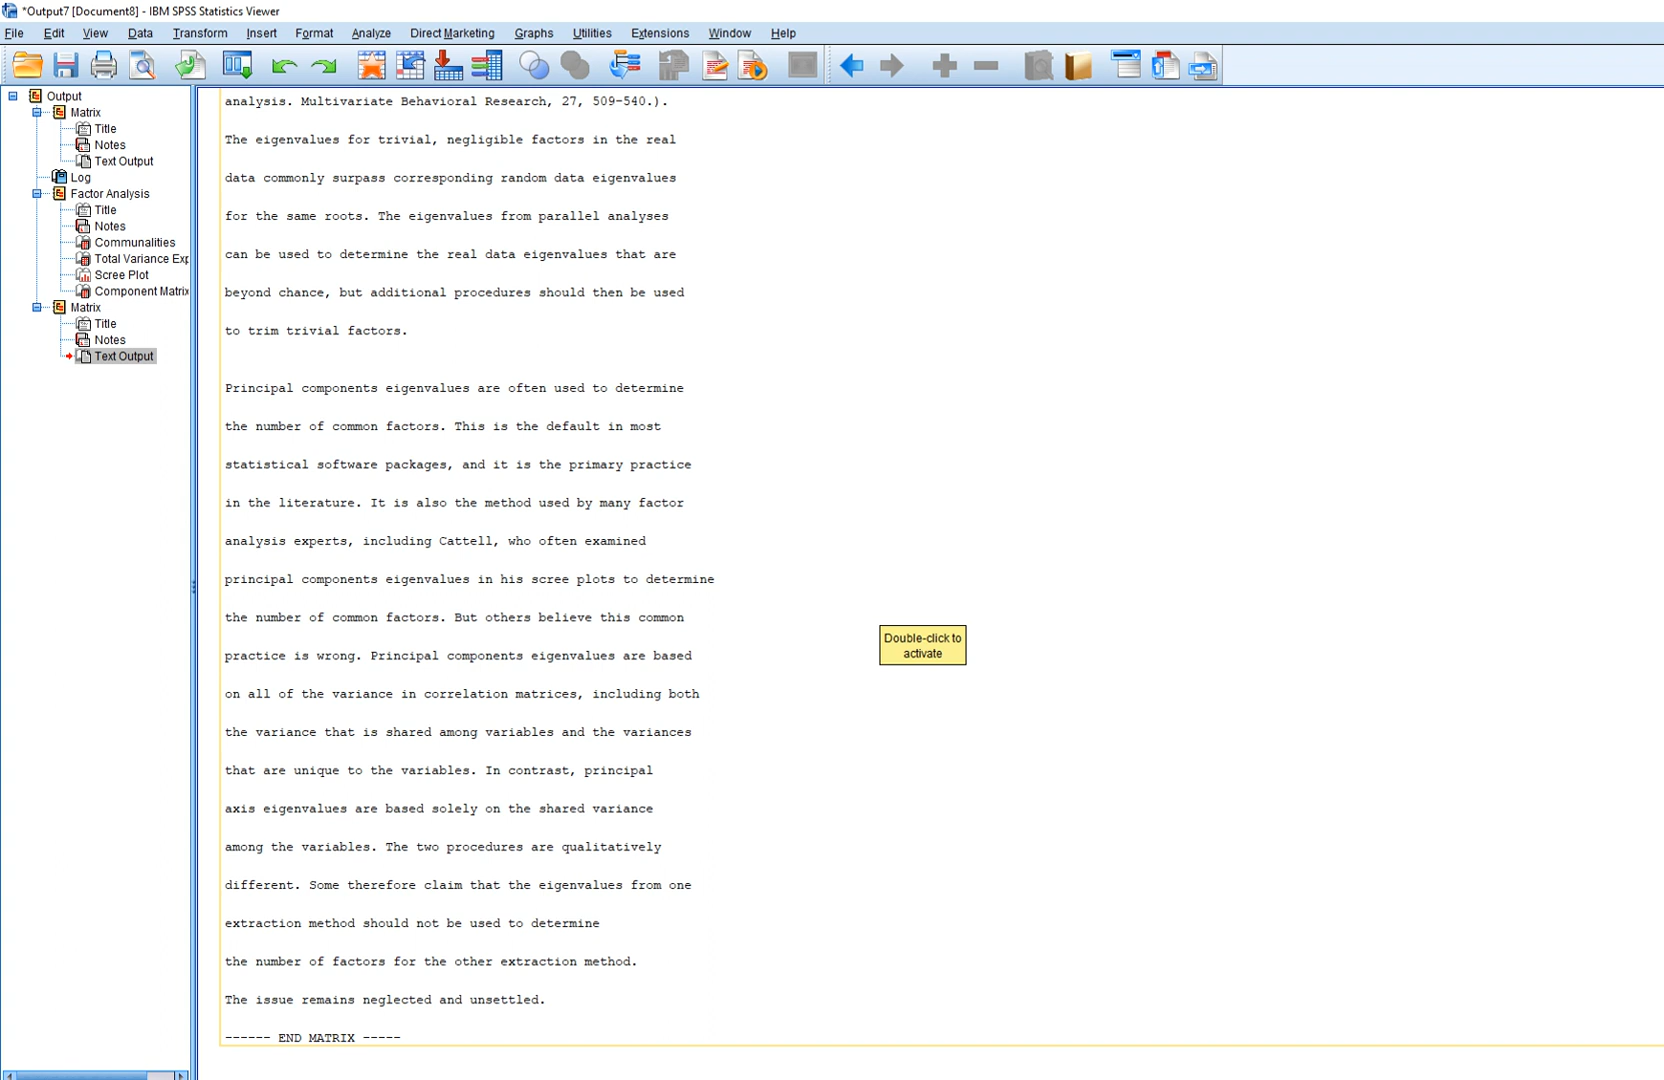 *Output7 [Document8] - IBM SPSS Statistics Viewer
File Edit View Data Transform Insert Format Analyze Direct Marketing Graphs Utilities Extensions Window Help
Output
Matrix
Title
Notes
Text Output
Log
Factor Analysis
Title
Notes
Communalities
Total Variance Exp
Scree Plot
Component Matrix
Matrix
Title
Notes
Text Output
analysis. Multivariate Behavioral Research, 27, 509-540.).
The eigenvalues for trivial, negligible factors in the real
data commonly surpass corresponding random data eigenvalues
for the same roots. The eigenvalues from parallel analyses
can be used to determine the real data eigenvalues that are
beyond chance, but additional procedures should then be used
to trim trivial factors.
Principal components eigenvalues are often used to determine
the number of common factors. This is the default in most
statistical software packages, and it is the primary practice
in the literature. It is also the method used by many factor
analysis experts, including Cattell, who often examined
principal components eigenvalues in his scree plots to determine
the number of common factors. But others believe this common
practice is wrong. Principal components eigenvalues are based
on all of the variance in correlation matrices, including both
the variance that is shared among variables and the variances
that are unique to the variables. In contrast, principal
axis eigenvalues are based solely on the shared variance
among the variables. The two procedures are qualitatively
different. Some therefore claim that the eigenvalues from one
extraction method should not be used to determine
the number of factors for the other extraction method.
The issue remains neglected and unsettled.
------ END MATRIX -----
Double-click to
activate